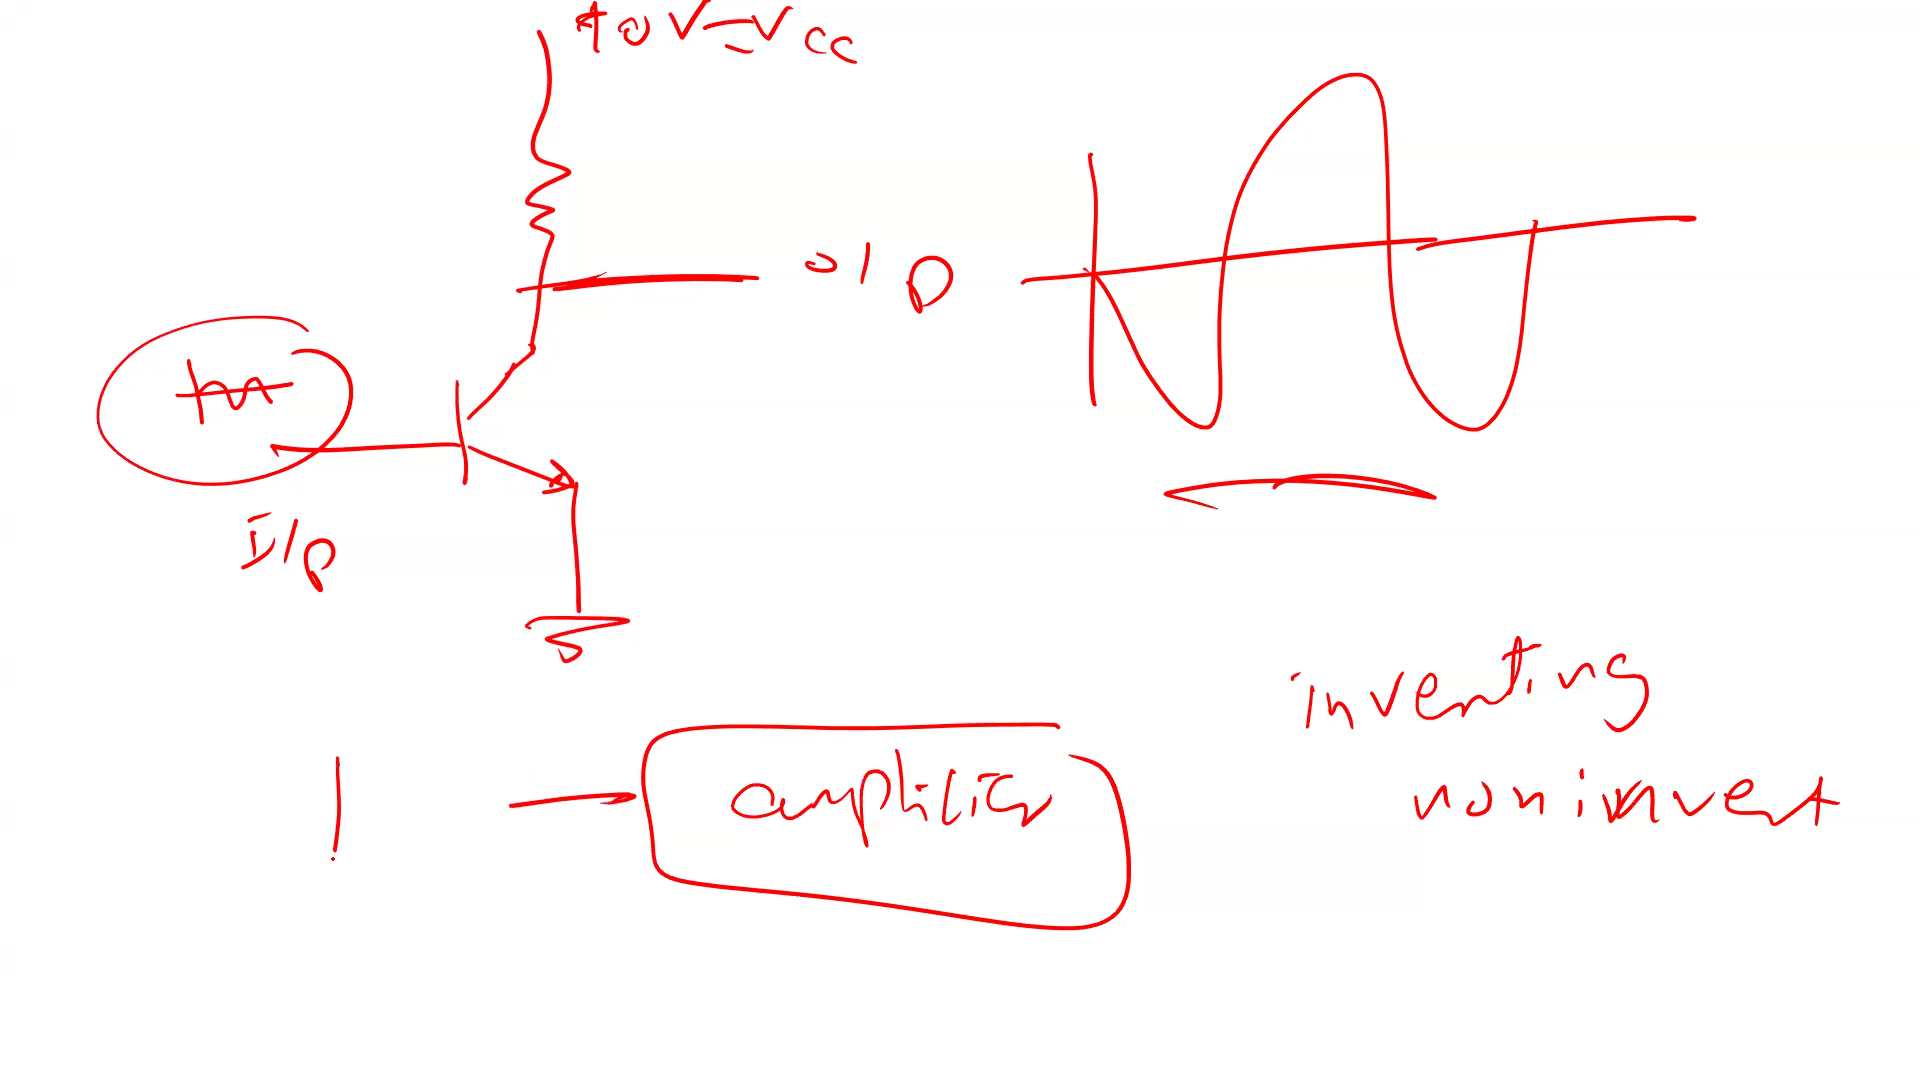 +10V = Vcc
o/p
I/p
inverting
amplifier
noninvert